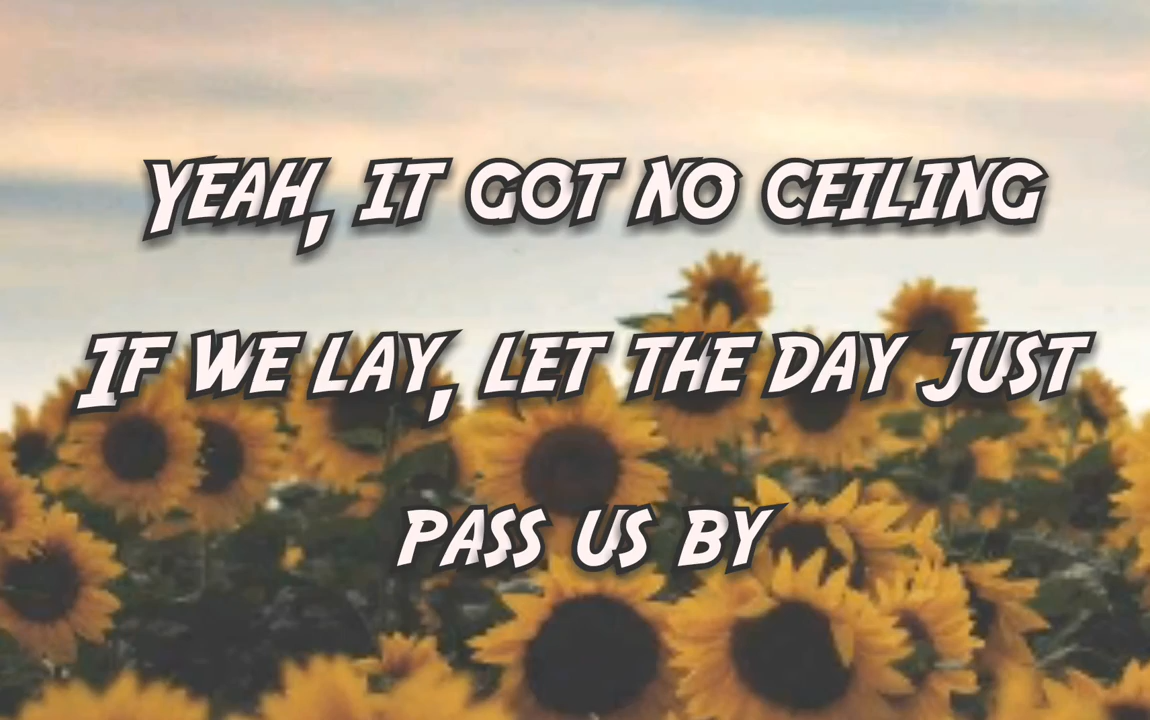 YEAH, IT GOT NO CEILING
IF WE LAY, LET THE DAY JUST
PASS US BY